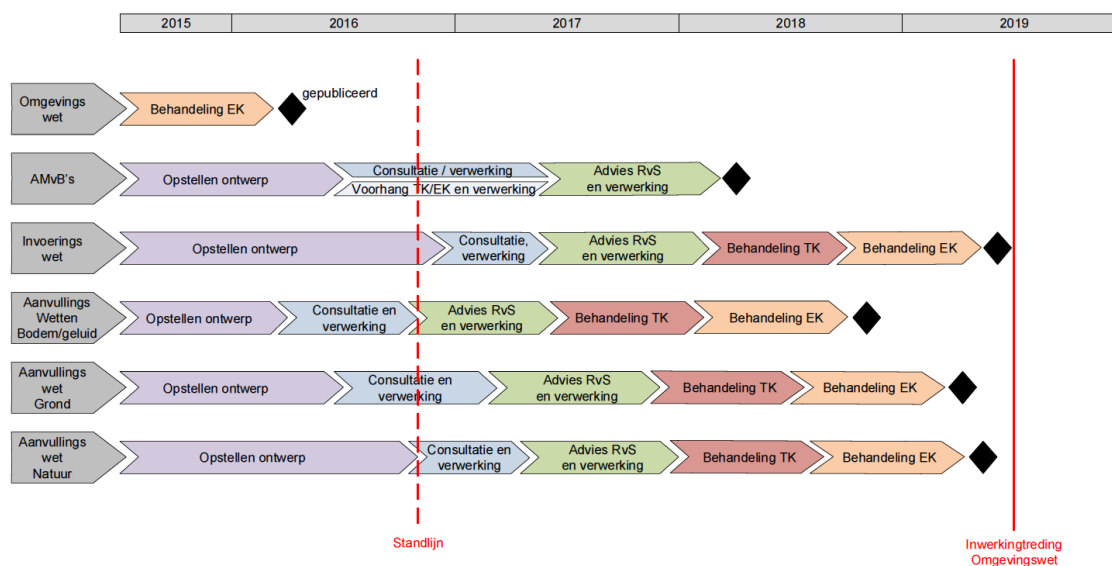 2015 2016 2017 2018 2019
Omgevings
wet
Behandeling EK
gepubliceerd
AMvB's
Opstellen ontwerp
Consultatie / verwerking
Voorhang TK/EK en verwerking
Advies RvS
en verwerking
Invoerings
wet
Opstellen ontwerp
Consultatie,
verwerking
Advies RvS
en verwerking
Behandeling TK
Behandeling EK
Aanvullings
Wetten
Bodem/geluid
Opstellen ontwerp
Consultatie en
verwerking
Advies RvS
en verwerking
Behandeling TK
Behandeling EK
Aanvullings
wet
Grond
Opstellen ontwerp
Consultatie en
verwerking
Advies RvS
en verwerking
Behandeling TK
Behandeling EK
Aanvullings
wet
Natuur
Opstellen ontwerp
Consultatie en
verwerking
Advies RvS
en verwerking
Behandeling TK
Behandeling EK
Standlijn
Inwerkingtreding
Omgevingswet